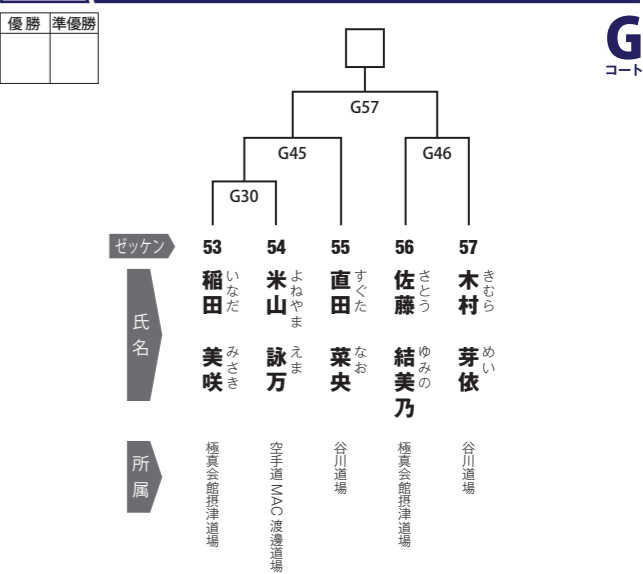 優勝 準優勝
G
コート
G57
G45 G46
G30
ゼッケン 53 54 55 56 57
氏名
稲田 美咲
いなだ みさき
米山 詠万
よねやま えま
直田 菜央
すぐた なお
佐藤 結美乃
さとう ゆみの
木村 芽依
きむら めい
所属
極真会館摂津道場
空手道 MAC 渡邊道場
谷川道場
極真会館摂津道場
谷川道場